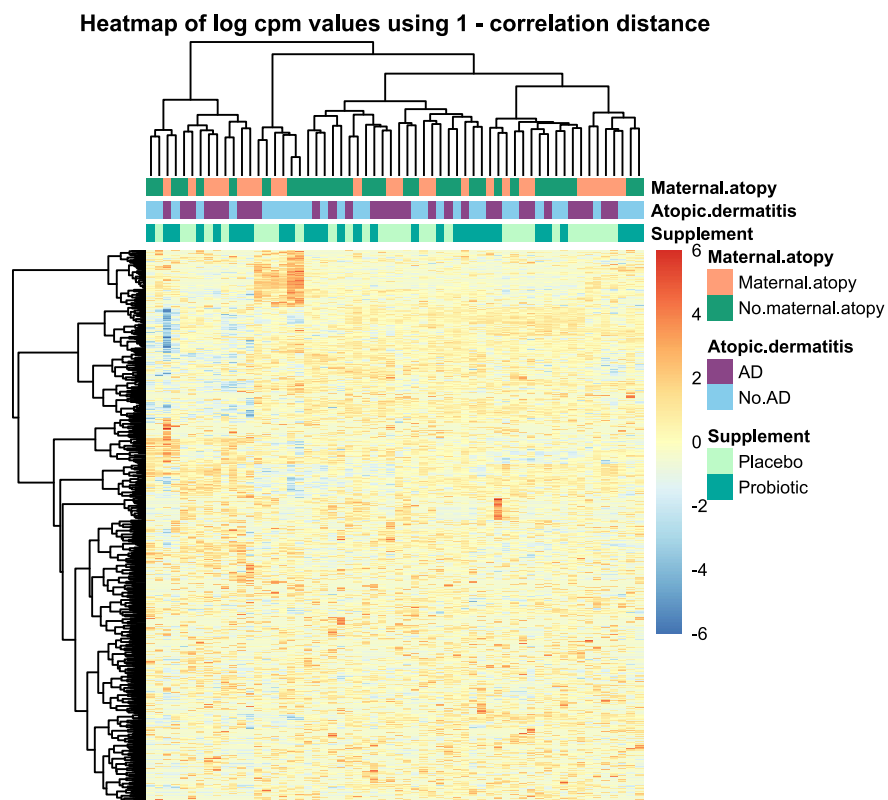 Heatmap of log cpm values using 1 - correlation distance
Maternal.atopy
Atopic.dermatitis
Supplement
6
4
2
0
-2
-4
-6
Maternal.atopy
Maternal.atopy
No.maternal.atopy
Atopic.dermatitis
AD
No.AD
Supplement
Placebo
Probiotic